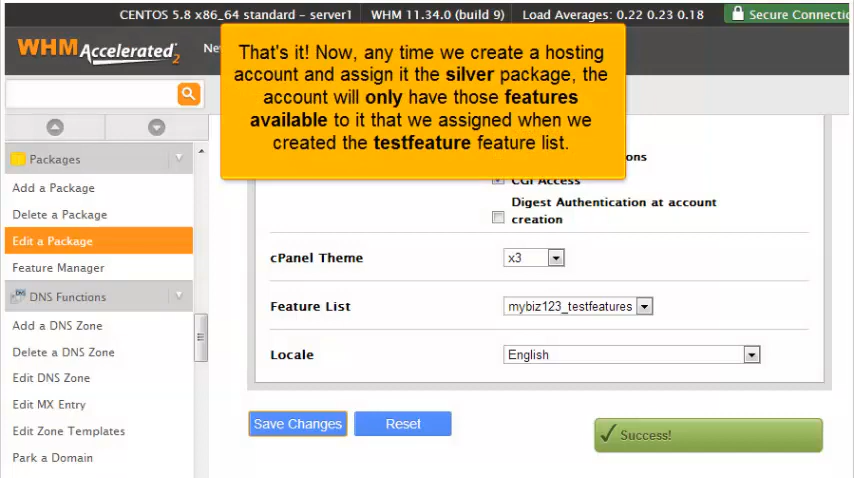 CENTOS 5.8 x86_64 standard – server1 WHM 11.34.0 (build 9) Load Averages: 0.22 0.23 0.18 Secure Connectio
WHM Accelerated 2
Ne
That's it! Now, any time we create a hosting
account and assign it the silver package, the
account will only have those features
available to it that we assigned when we
created the testfeature feature list.
Packages
Add a Package
Delete a Package
Edit a Package
Feature Manager
DNS Functions
Add a DNS Zone
Delete a DNS Zone
Edit DNS Zone
Edit MX Entry
Edit Zone Templates
Park a Domain
ons
CGI Access
Digest Authentication at account
creation
cPanel Theme x3
Feature List mybiz123_testfeatures
Locale English
Save Changes Reset
Success!